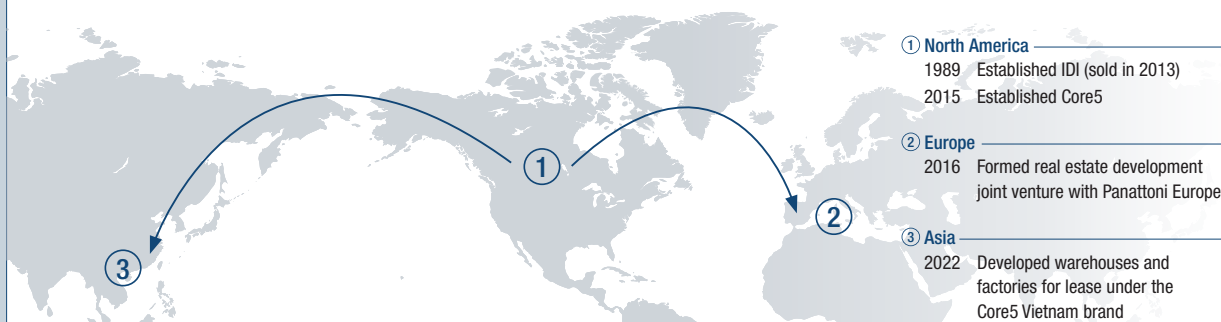 ① North America
1989 Established IDI (sold in 2013)
2015 Established Core5
② Europe
2016 Formed real estate development
joint venture with Panattoni Europe
③ Asia
2022 Developed warehouses and
factories for lease under the
Core5 Vietnam brand
①
②
③